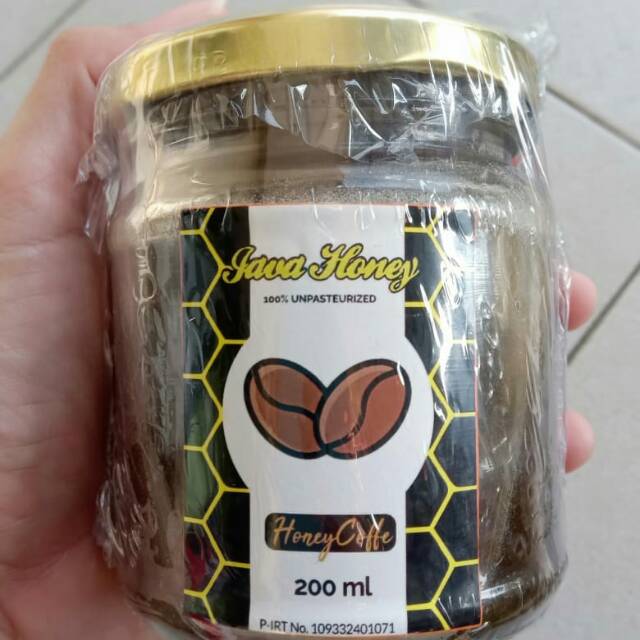 Java Honey
100% UNPASTEURIZED
HoneyCoffe
200 ml
P-IRT No. 109332401071